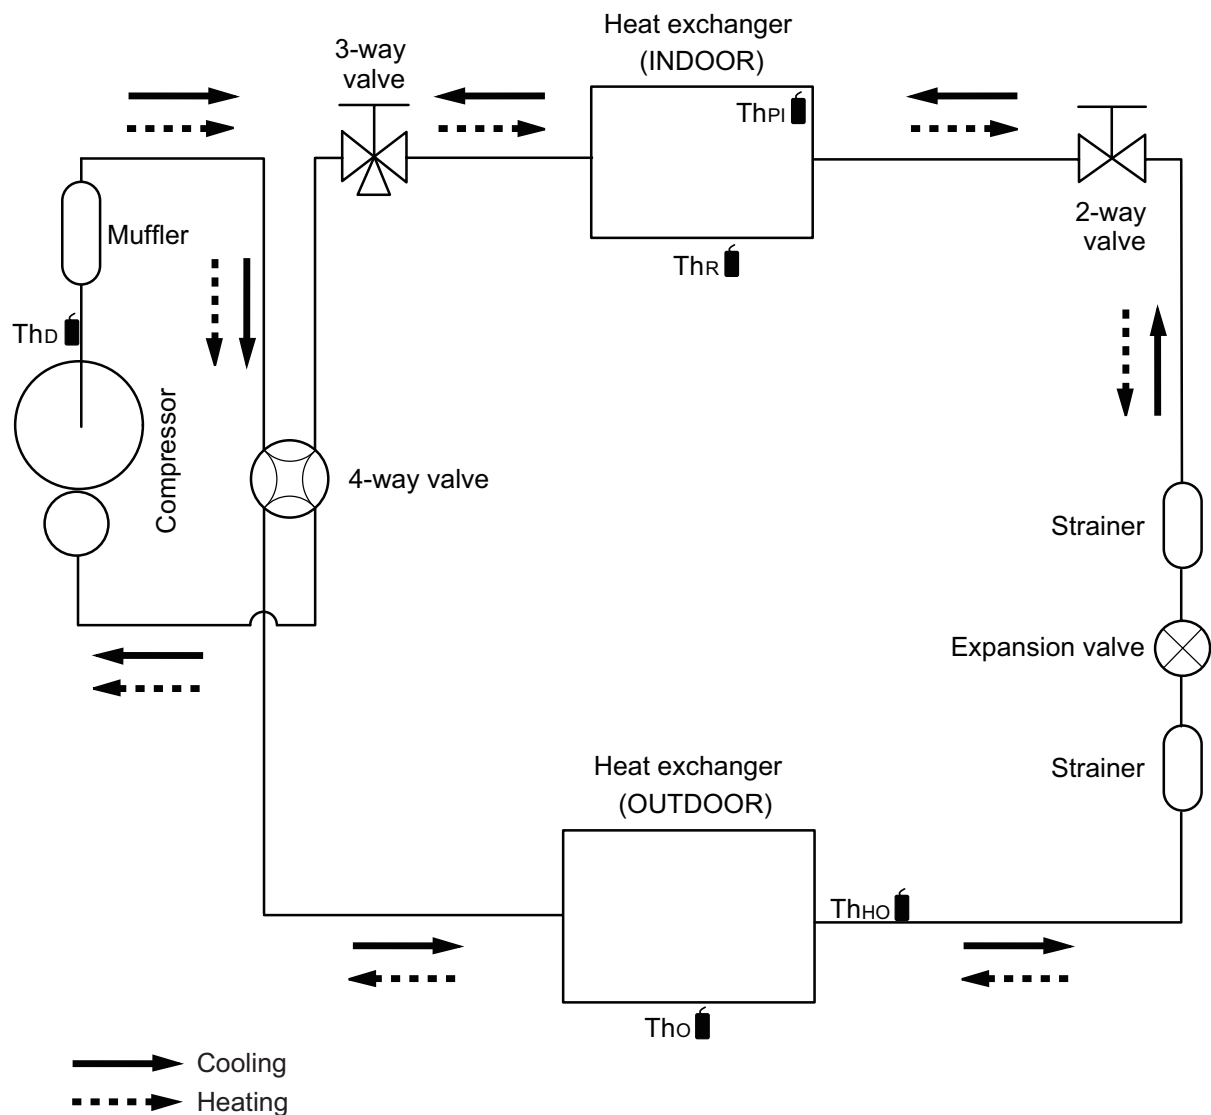 Heat exchanger
(INDOOR)
3-way
valve
ThPI
2-way
valve
Muffler
ThR
ThD
Compressor
4-way valve
Strainer
Expansion valve
Heat exchanger
(OUTDOOR)
Strainer
ThHO
ThO
Cooling
Heating